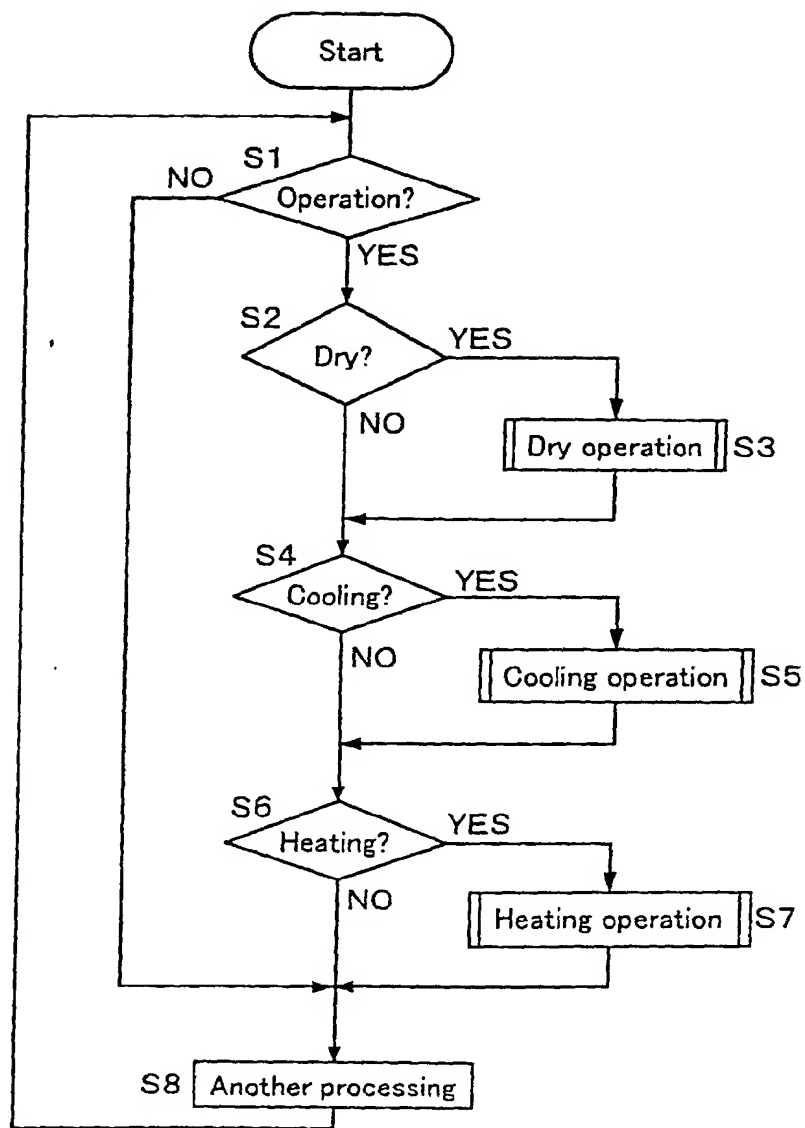 Start
S1
NO
Operation?
YES
S2
YES
Dry?
NO
Dry operation
S3
S4
YES
Cooling?
NO
Cooling operation
S5
S6
YES
Heating?
NO
Heating operation
S7
S8
Another processing